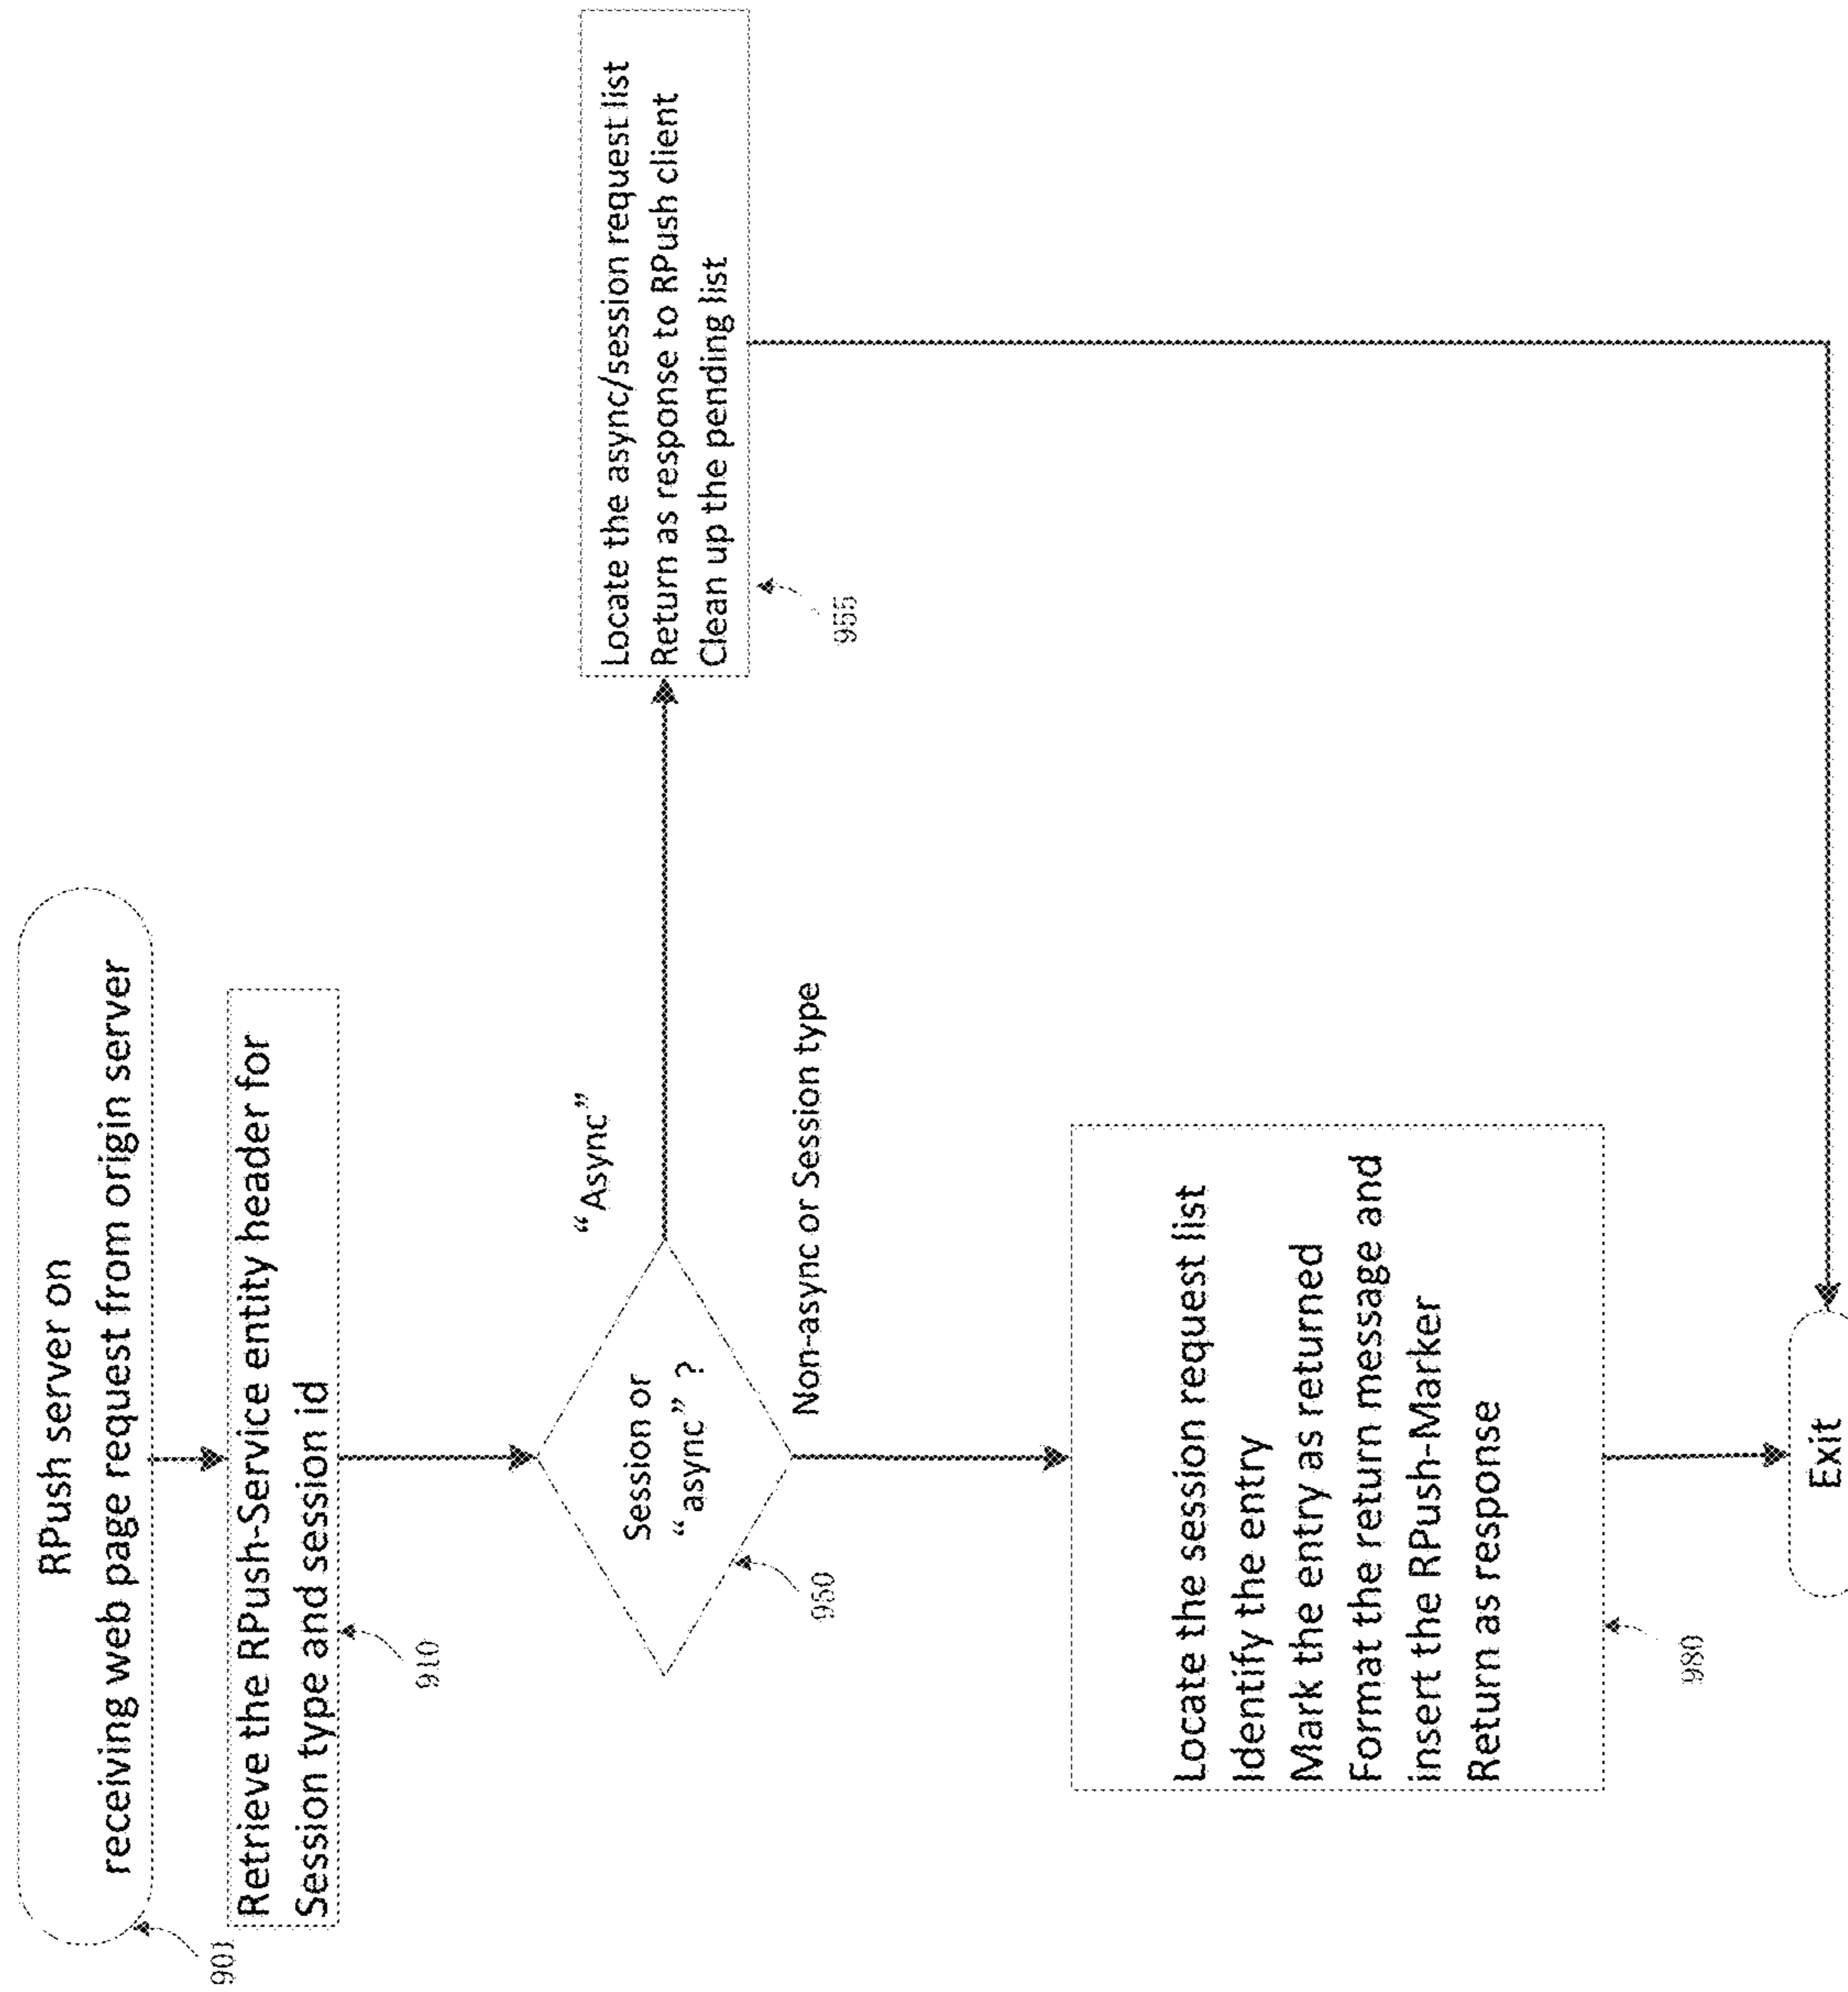 RPush server on
receiving web page request from origin server
901
Retrieve the RPush-Service entity header for
Session type and session id
910
Session or
“async” ?
950
“Async”
Locate the async/session request list
Return as response to RPush client
Clean up the pending list
955
Non-async or Session type
Locate the session request list
Identify the entry
Mark the entry as returned
Format the return message and
insert the RPush-Marker
Return as response
980
Exit